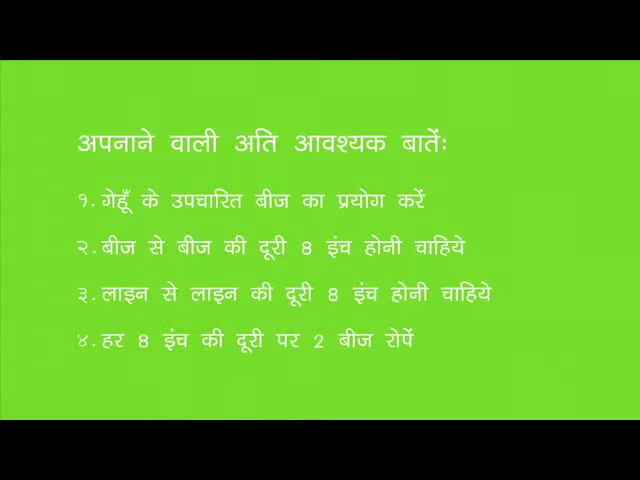 अपनाने वाली अति आवश्यक बातें:
१. गेहूँ के उपचारित बीज का प्रयोग करें
२. बीज से बीज की दूरी 8 इंच होनी चाहिये
३. लाइन से लाइन की दूरी 8 इंच होनी चाहिये
४. हर 8 इंच की दूरी पर 2 बीज रोपें